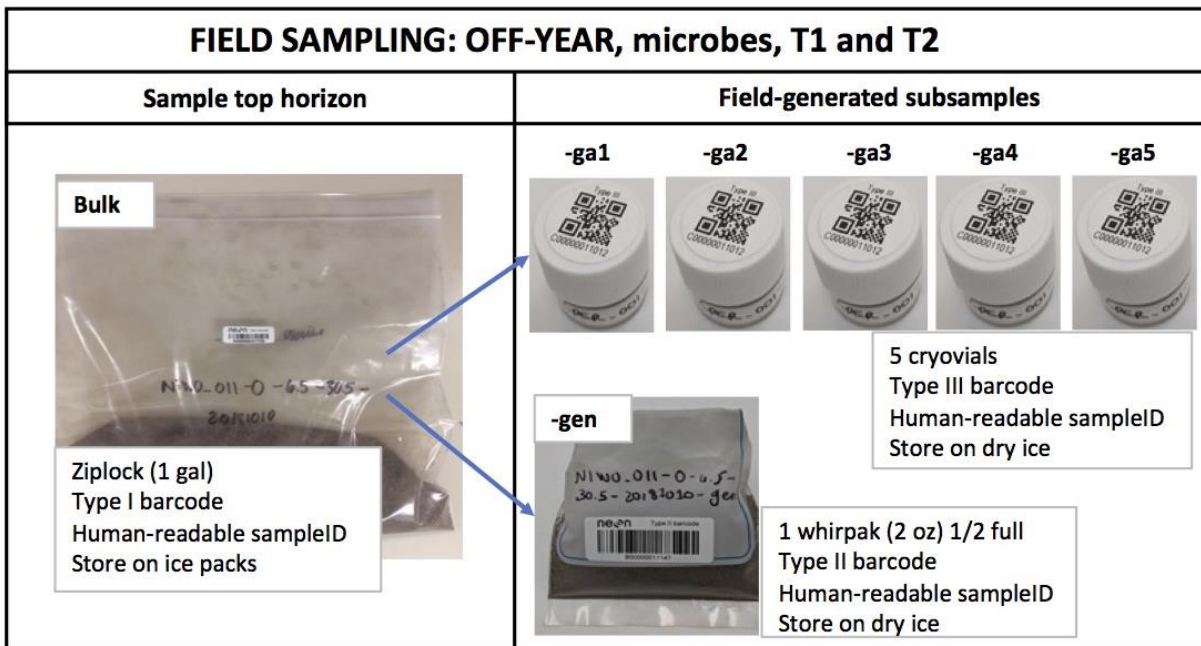 FIELD SAMPLING: OFF-YEAR, microbes, T1 and T2
Sample top horizon
Field-generated subsamples
Bulk
neon
NIWO_011-O-6.5-30.5-
20181010
Ziplock (1 gal)
Type I barcode
Human-readable sampleID
Store on ice packs
-ga1
-ga2
-ga3
-ga4
-ga5
Type III
C00000011012
Type III
C00000011012
Type III
C00000011012
Type III
C00000011012
Type III
C00000011012
5 cryovials
Type III barcode
Human-readable sampleID
Store on dry ice
-gen
NIWO_011-O-6.5-
30.5-20181010-gen
neon Type II barcode
B00000011147
1 whirpak (2 oz) 1/2 full
Type II barcode
Human-readable sampleID
Store on dry ice